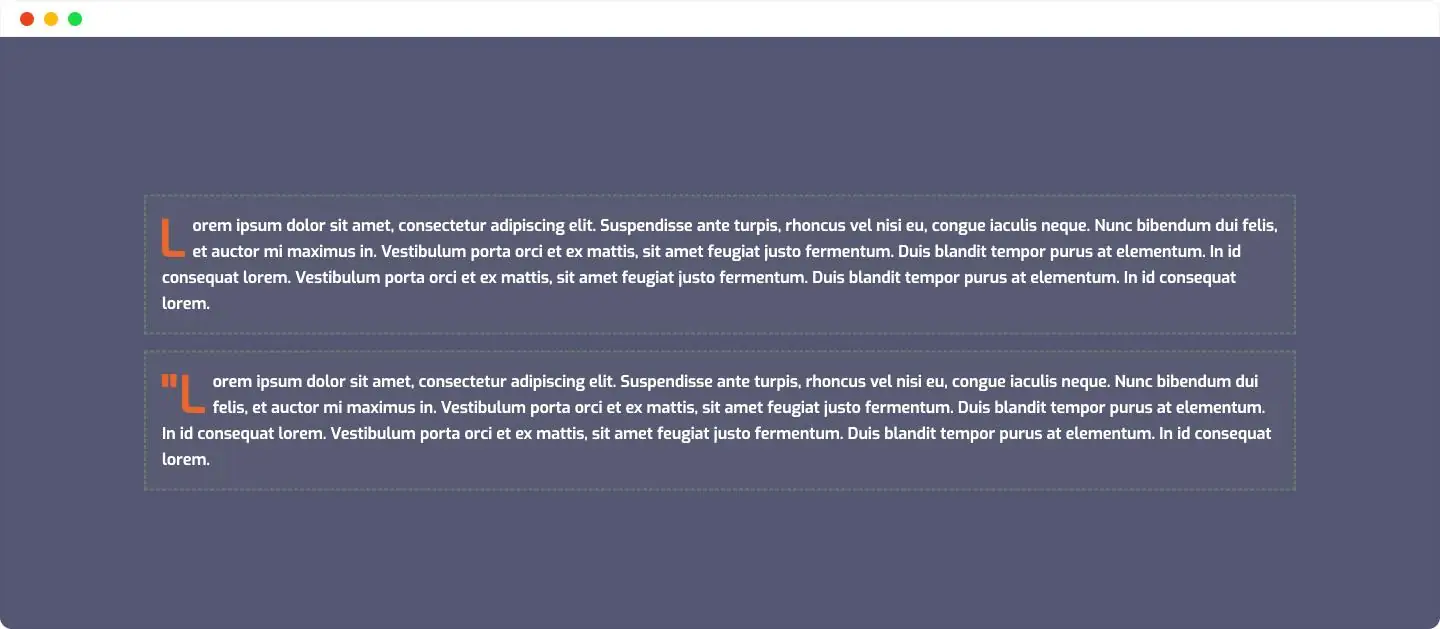 Lorem ipsum dolor sit amet, consectetur adipiscing elit. Suspendisse ante turpis, rhoncus vel nisi eu, congue iaculis neque. Nunc bibendum dui felis,
et auctor mi maximus in. Vestibulum porta orci et ex mattis, sit amet feugiat justo fermentum. Duis blandit tempor purus at elementum. In id
consequat lorem. Vestibulum porta orci et ex mattis, sit amet feugiat justo fermentum. Duis blandit tempor purus at elementum. In id consequat
lorem.
"Lorem ipsum dolor sit amet, consectetur adipiscing elit. Suspendisse ante turpis, rhoncus vel nisi eu, congue iaculis neque. Nunc bibendum dui
felis, et auctor mi maximus in. Vestibulum porta orci et ex mattis, sit amet feugiat justo fermentum. Duis blandit tempor purus at elementum.
In id consequat lorem. Vestibulum porta orci et ex mattis, sit amet feugiat justo fermentum. Duis blandit tempor purus at elementum. In id consequat
lorem.